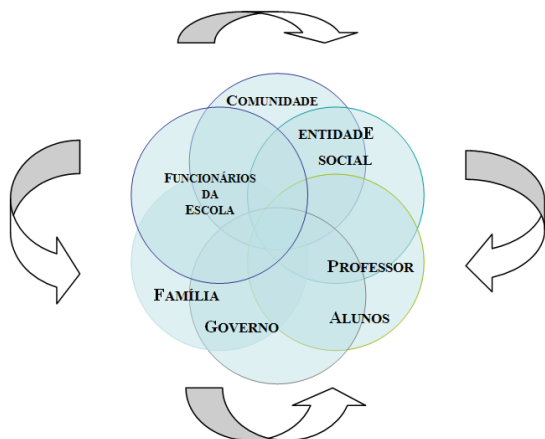 COMUNIDADE
ENTIDADE
SOCIAL
FUNCIONÁRIOS
DA
ESCOLA
PROFESSOR
FAMÍLIA
ALUNOS
GOVERNO